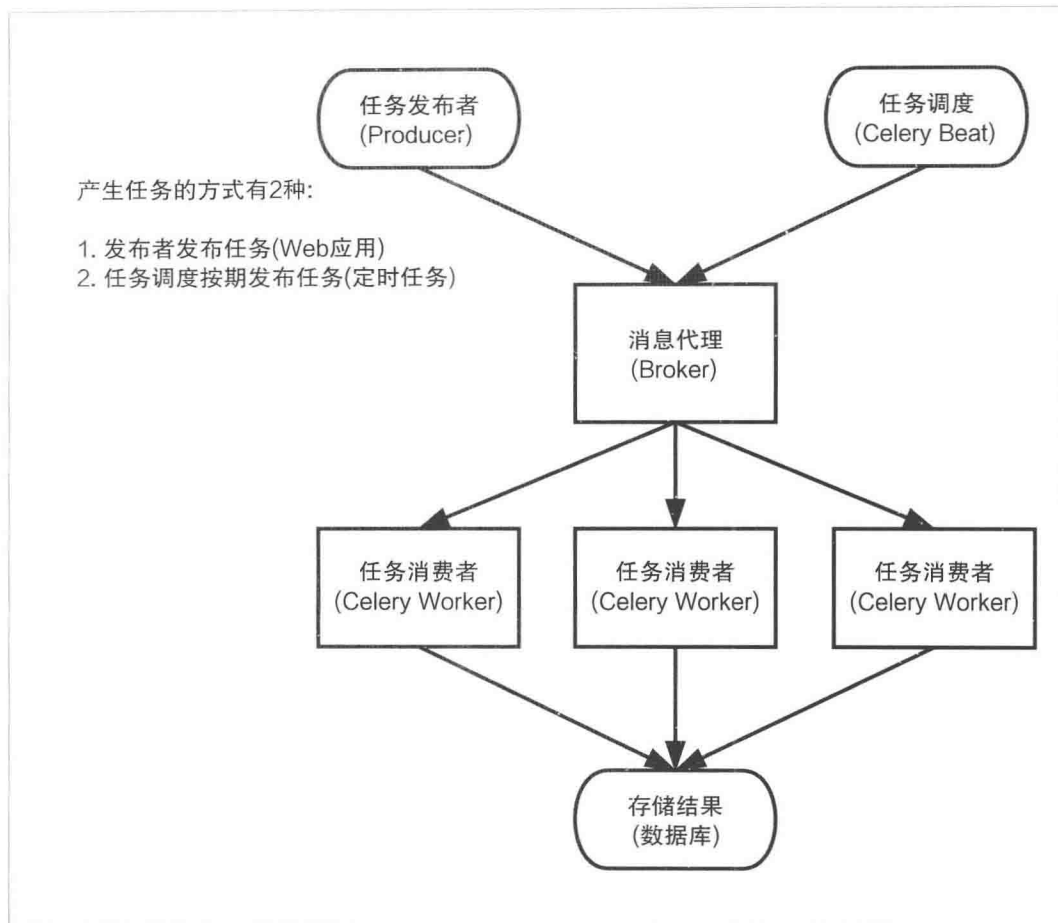 任务发布者
(Producer)
任务调度
(Celery Beat)
产生任务的方式有2种:
1. 发布者发布任务(Web应用)
2. 任务调度按期发布任务(定时任务)
消息代理
(Broker)
任务消费者
(Celery Worker)
任务消费者
(Celery Worker)
任务消费者
(Celery Worker)
存储结果
(数据库)